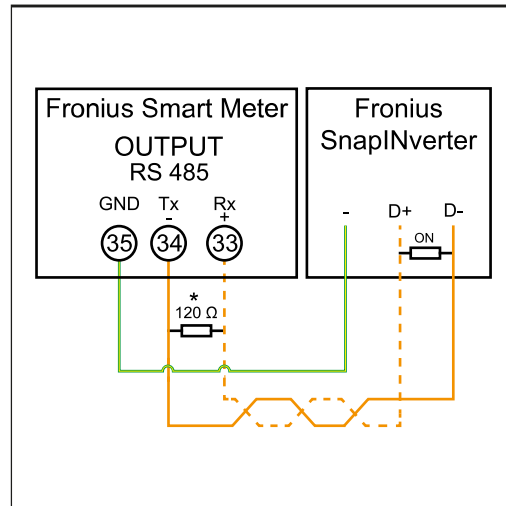 Fronius Smart Meter
OUTPUT
RS 485
GND Tx Rx
- +
35 34 33
*
120 Ω
Fronius
SnapINverter
- D+ D-
ON